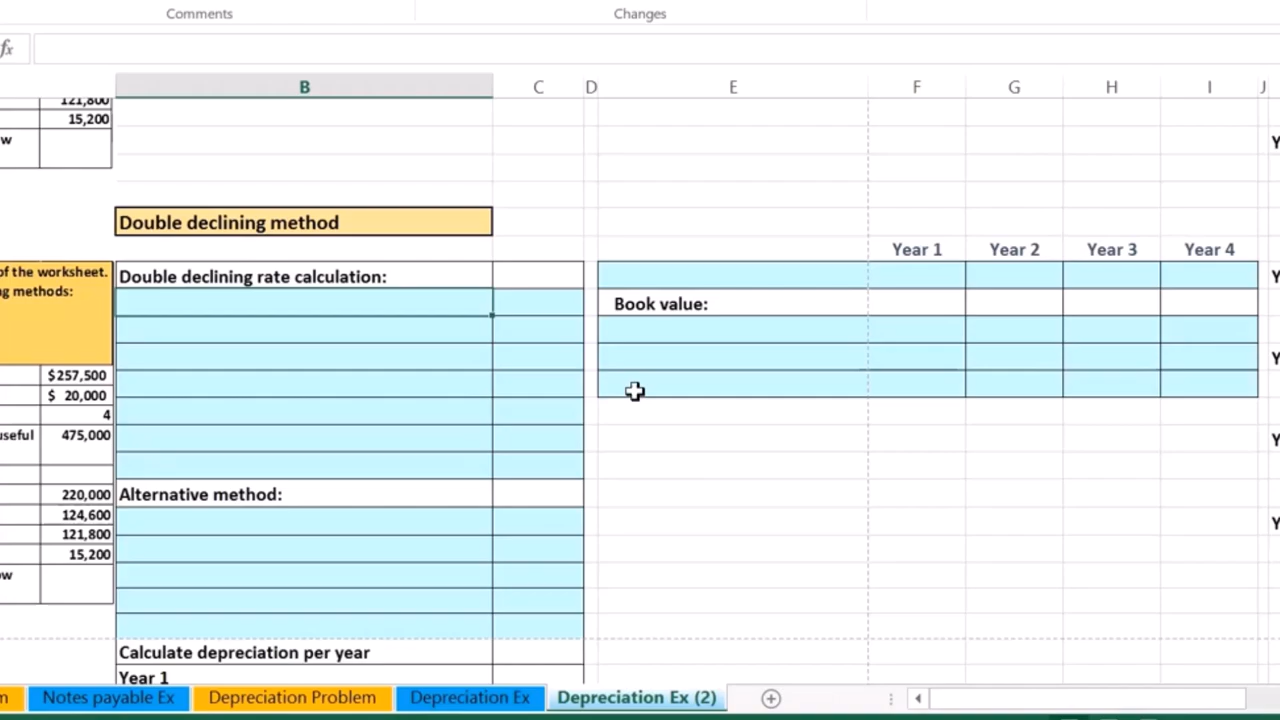 Comments Changes
fx
B C D E F G H I J
121,800
15,200
w
Y
Double declining method
Year 1 Year 2 Year 3 Year 4
of the worksheet.
ng methods:
Double declining rate calculation:
Y
Book value:
Y
$257,500
$ 20,000
4
useful 475,000
Y
220,000
124,600
121,800
15,200
Alternative method:
Y
ow
Calculate depreciation per year
Year 1
m Notes payable Ex Depreciation Problem Depreciation Ex Depreciation Ex (2)